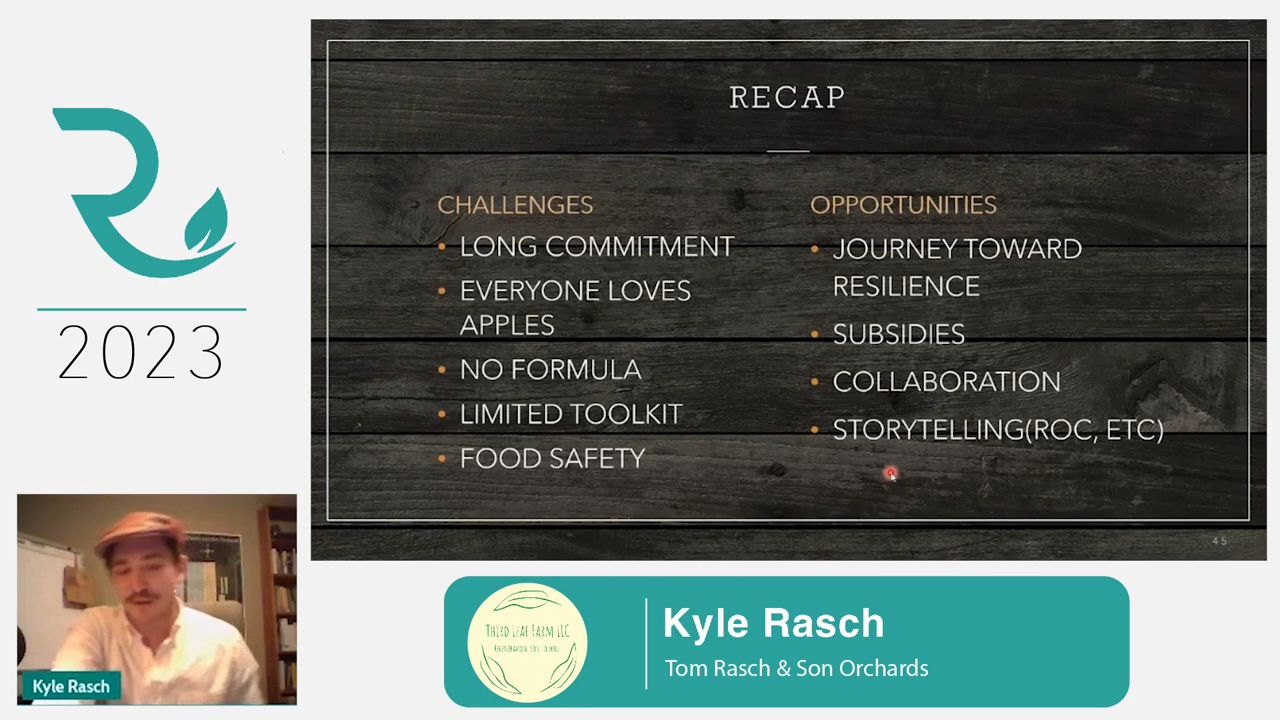 RECAP
CHALLENGES
• LONG COMMITMENT
• EVERYONE LOVES
APPLES
• NO FORMULA
• LIMITED TOOLKIT
• FOOD SAFETY
OPPORTUNITIES
• JOURNEY TOWARD
RESILIENCE
• SUBSIDIES
• COLLABORATION
• STORYTELLING(ROC, ETC)
45
R
2023
Kyle Rasch
THIRD LEAF FARM LLC
Kyle Rasch
Tom Rasch & Son Orchards